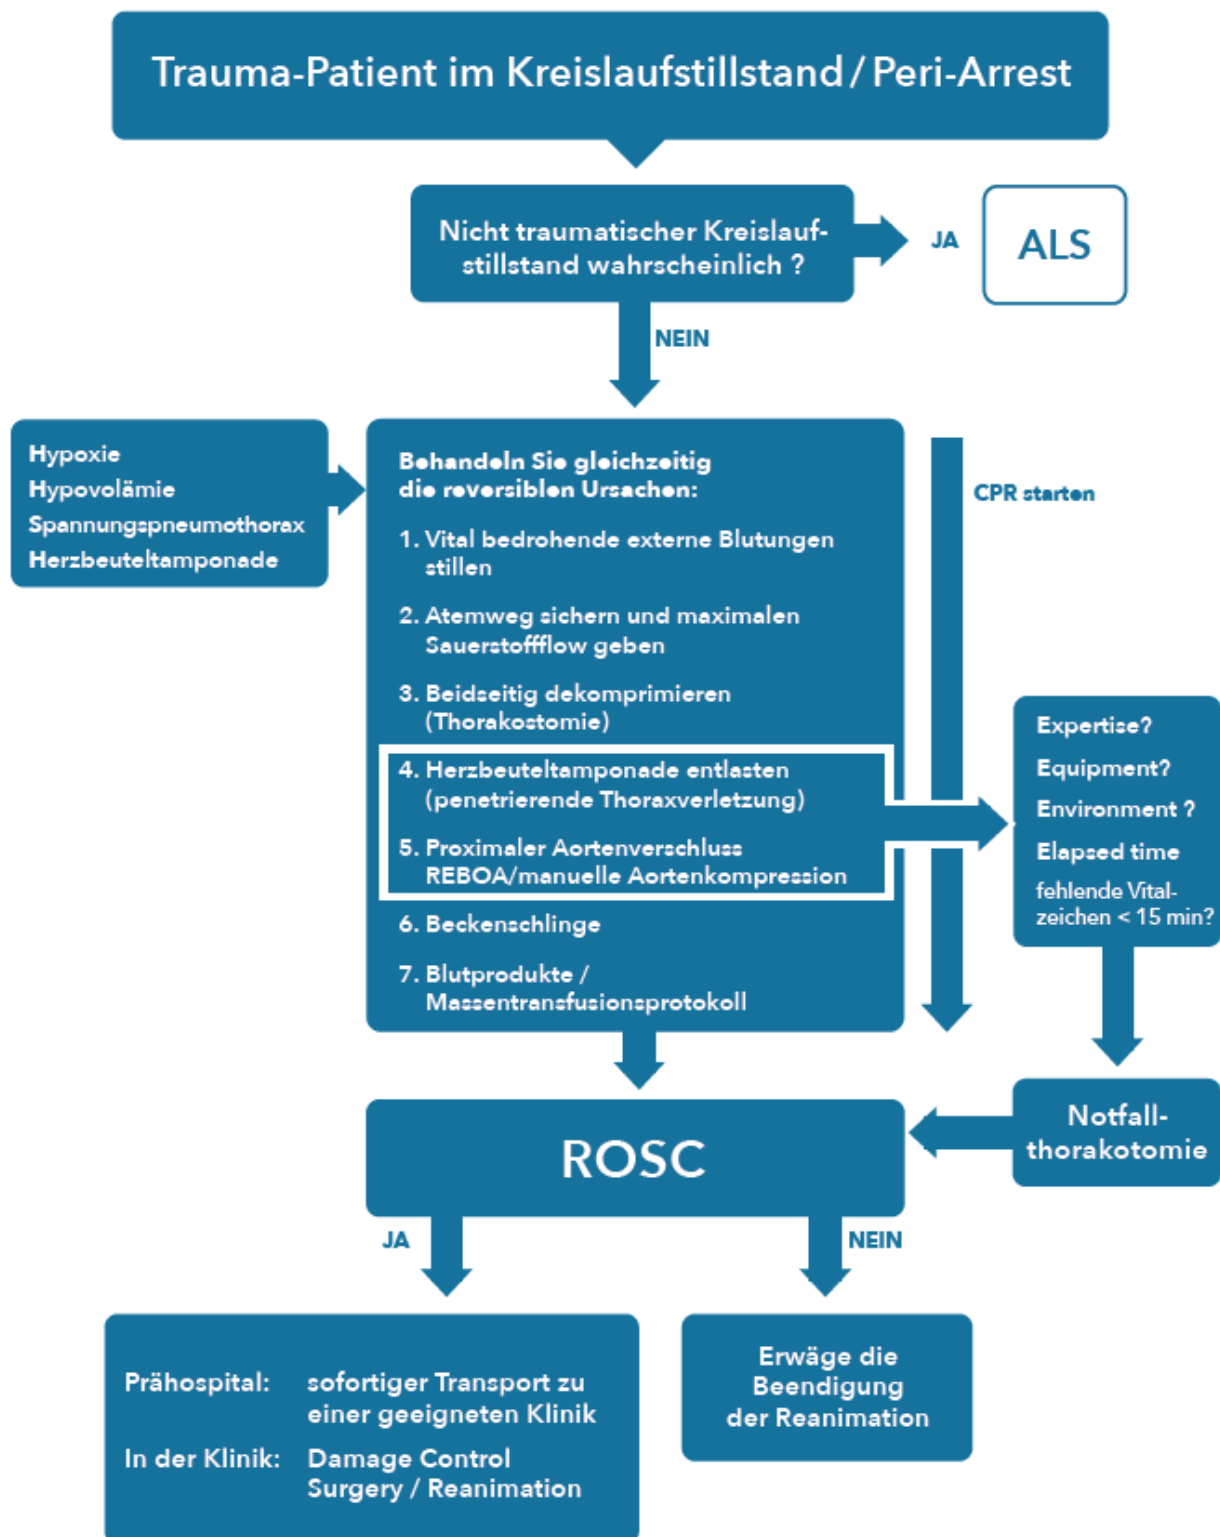 Trauma-Patient im Kreislaufstillstand / Peri-Arrest
Nicht traumatischer Kreislauf-
stillstand wahrscheinlich ?
JA
ALS
NEIN
Hypoxie
Hypovolämie
Spannungspneumothorax
Herzbeuteltamponade
Behandeln Sie gleichzeitig
die reversiblen Ursachen:
1. Vital bedrohende externe Blutungen
stillen
2. Atemweg sichern und maximalen
Sauerstoffflow geben
3. Beidseitig dekomprimieren
(Thorakostomie)
4. Herzbeuteltamponade entlasten
(penetrierende Thoraxverletzung)
5. Proximaler Aortenverschluss
REBOA/manuelle Aortenkompression
6. Beckenschlinge
7. Blutprodukte /
Massentransfusionsprotokoll
CPR starten
Expertise?
Equipment?
Environment ?
Elapsed time
fehlende Vital-
zeichen < 15 min?
Notfall-
thorakotomie
ROSC
JA
NEIN
Prähospital: sofortiger Transport zu
einer geeigneten Klinik
In der Klinik: Damage Control
Surgery / Reanimation
Erwäge die
Beendigung
der Reanimation